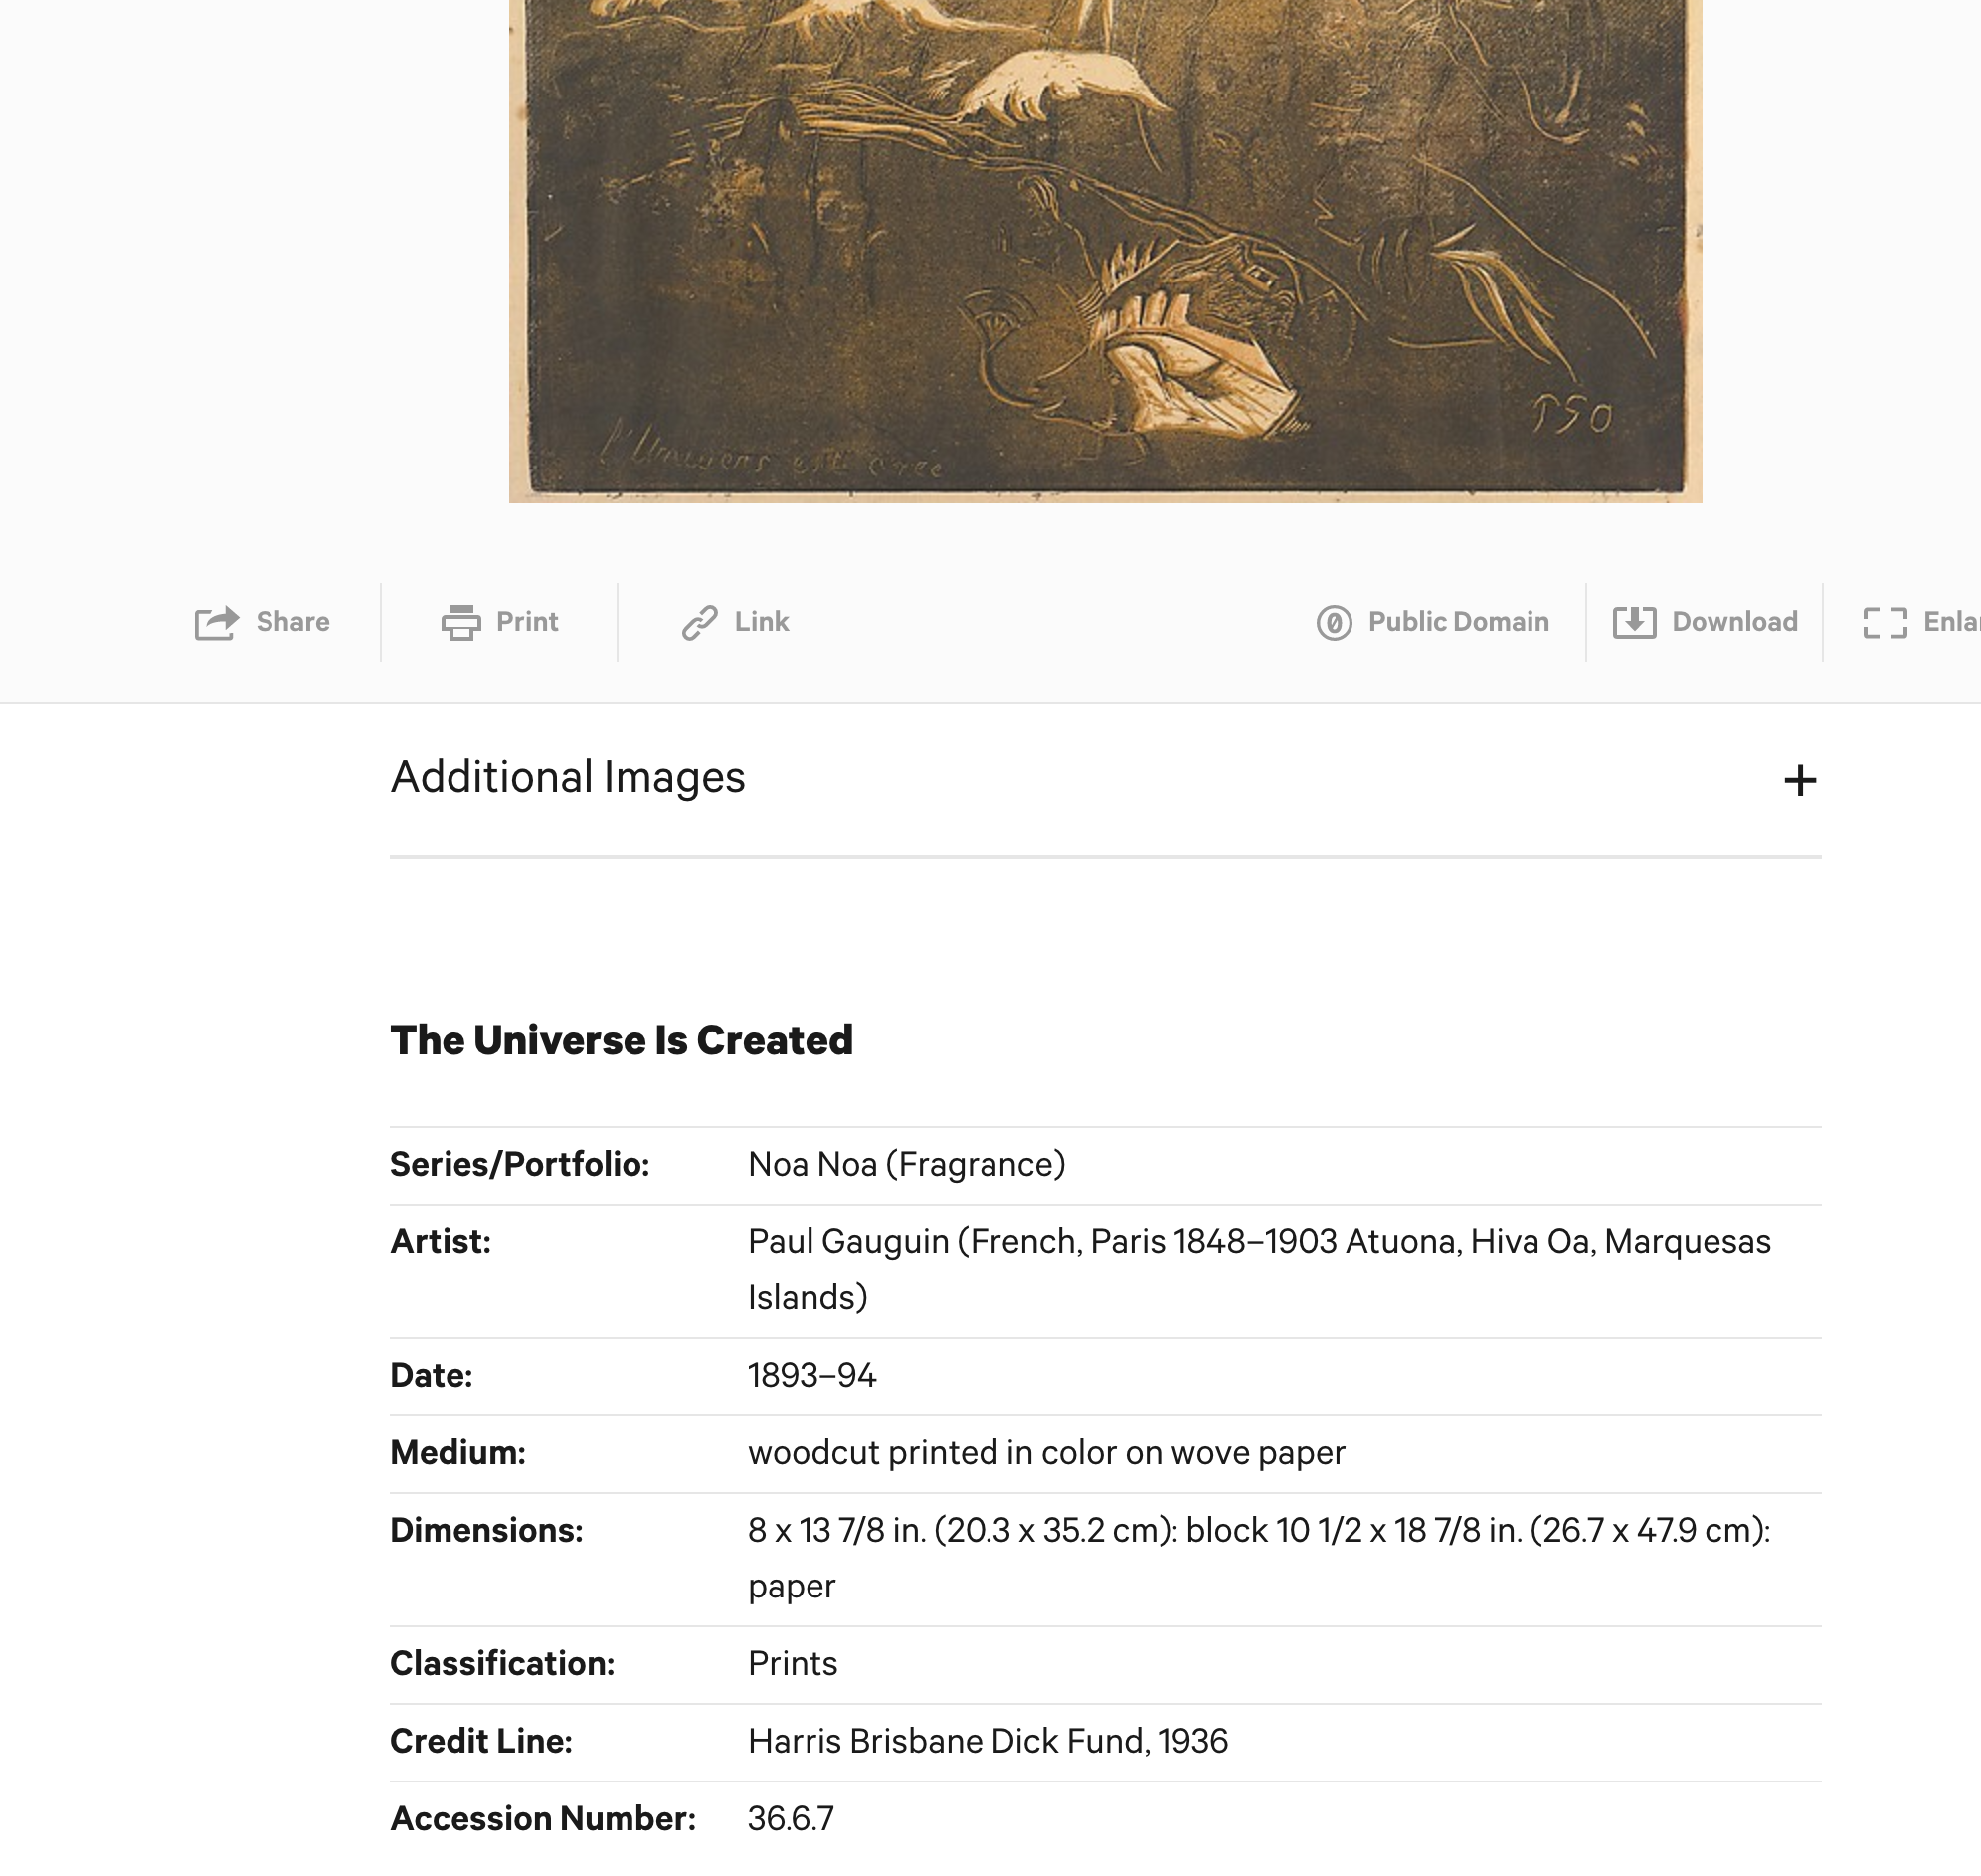 l'Univers est créé
PGO
Share
Print
Link
Public Domain
Download
Enlar
Additional Images
+
The Universe Is Created
Series/Portfolio: Noa Noa (Fragrance)
Artist: Paul Gauguin (French, Paris 1848–1903 Atuona, Hiva Oa, Marquesas
Islands)
Date: 1893–94
Medium: woodcut printed in color on wove paper
Dimensions: 8 x 13 7/8 in. (20.3 x 35.2 cm): block 10 1/2 x 18 7/8 in. (26.7 x 47.9 cm):
paper
Classification: Prints
Credit Line: Harris Brisbane Dick Fund, 1936
Accession Number: 36.6.7